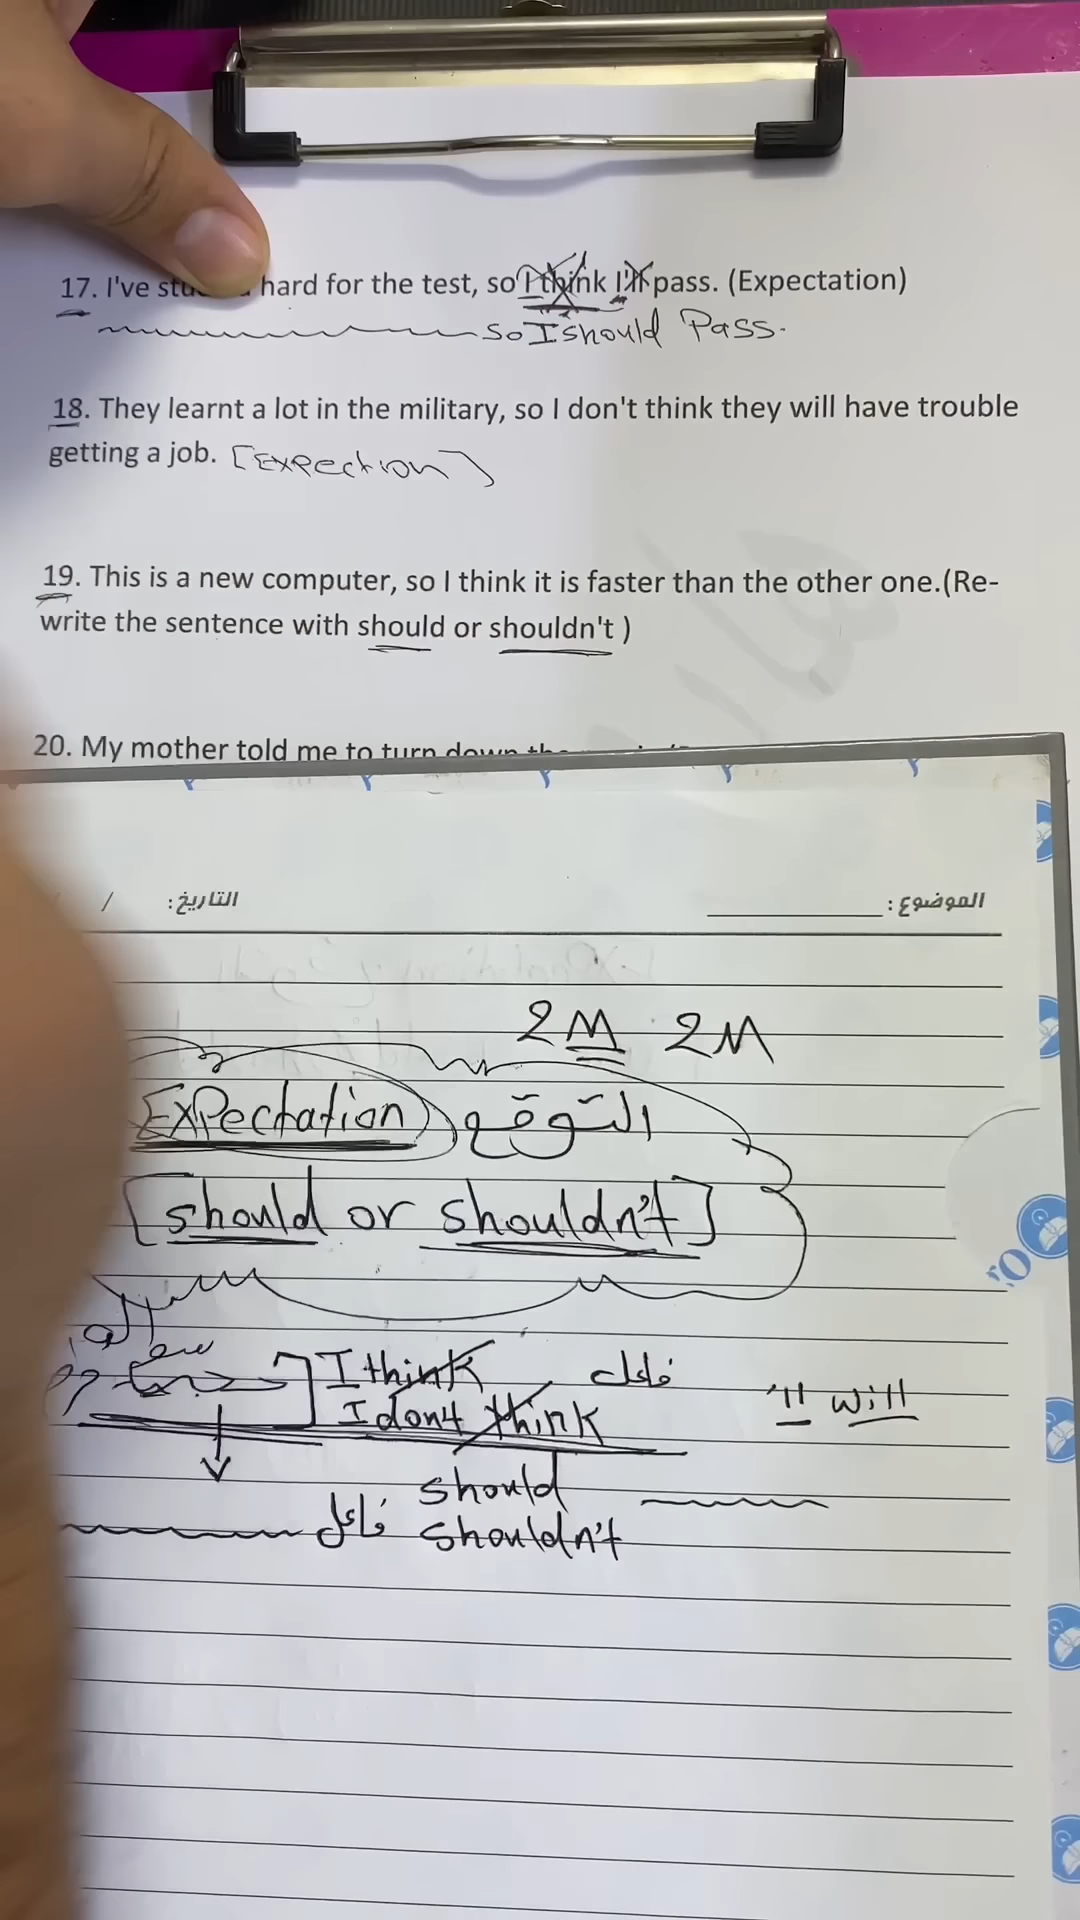 17. I've hard for the test, so I think I'll pass. (Expectation)
so I should Pass.
18. They learnt a lot in the military, so I don't think they will have trouble
getting a job. [Expection]
19. This is a new computer, so I think it is faster than the other one.(Re-
write the sentence with should or shouldn't )
20. My mother told me to turn down
الموضوع : التاريخ: /
2M 2M
Expectation التوقع
[should or shouldn't]
I think فاعل
I don't think 'll will
should
فاعل shouldn't